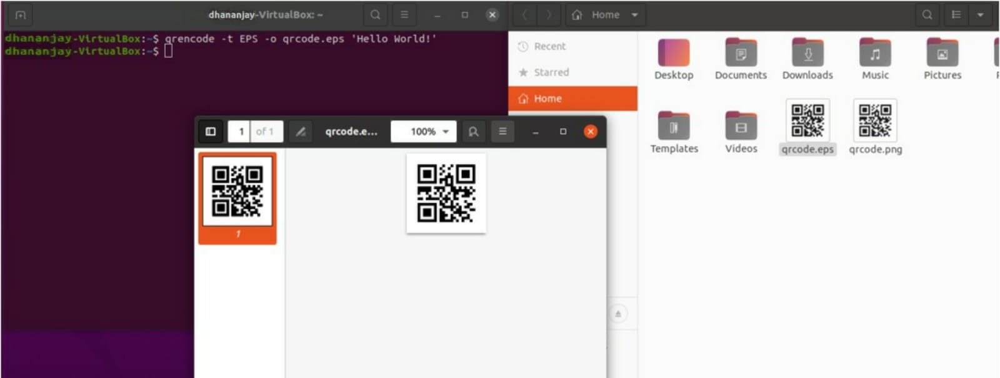 dhananjay-VirtualBox: ~
dhananjay-VirtualBox:~$ qrencode -t EPS -o qrcode.eps 'Hello World!'
dhananjay-VirtualBox:~$
Home
Recent
Starred
Home
Desktop
Documents
Downloads
Music
Pictures
Templates
Videos
qrcode.eps
qrcode.png
1 of 1
qrcode.e...
100%
1